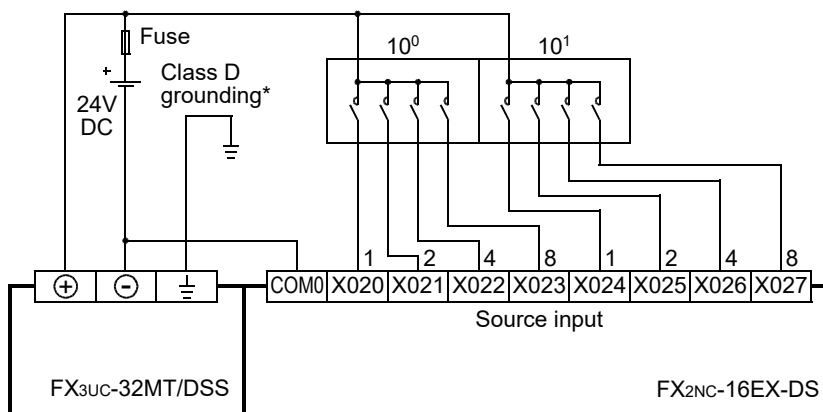 Fuse
10⁰ 10¹
Class D
grounding*
+
24V
DC
1 2 4 8 1 2 4 8
+ - COM0 X020 X021 X022 X023 X024 X025 X026 X027
Source input
FX3UC-32MT/DSS
FX2NC-16EX-DS